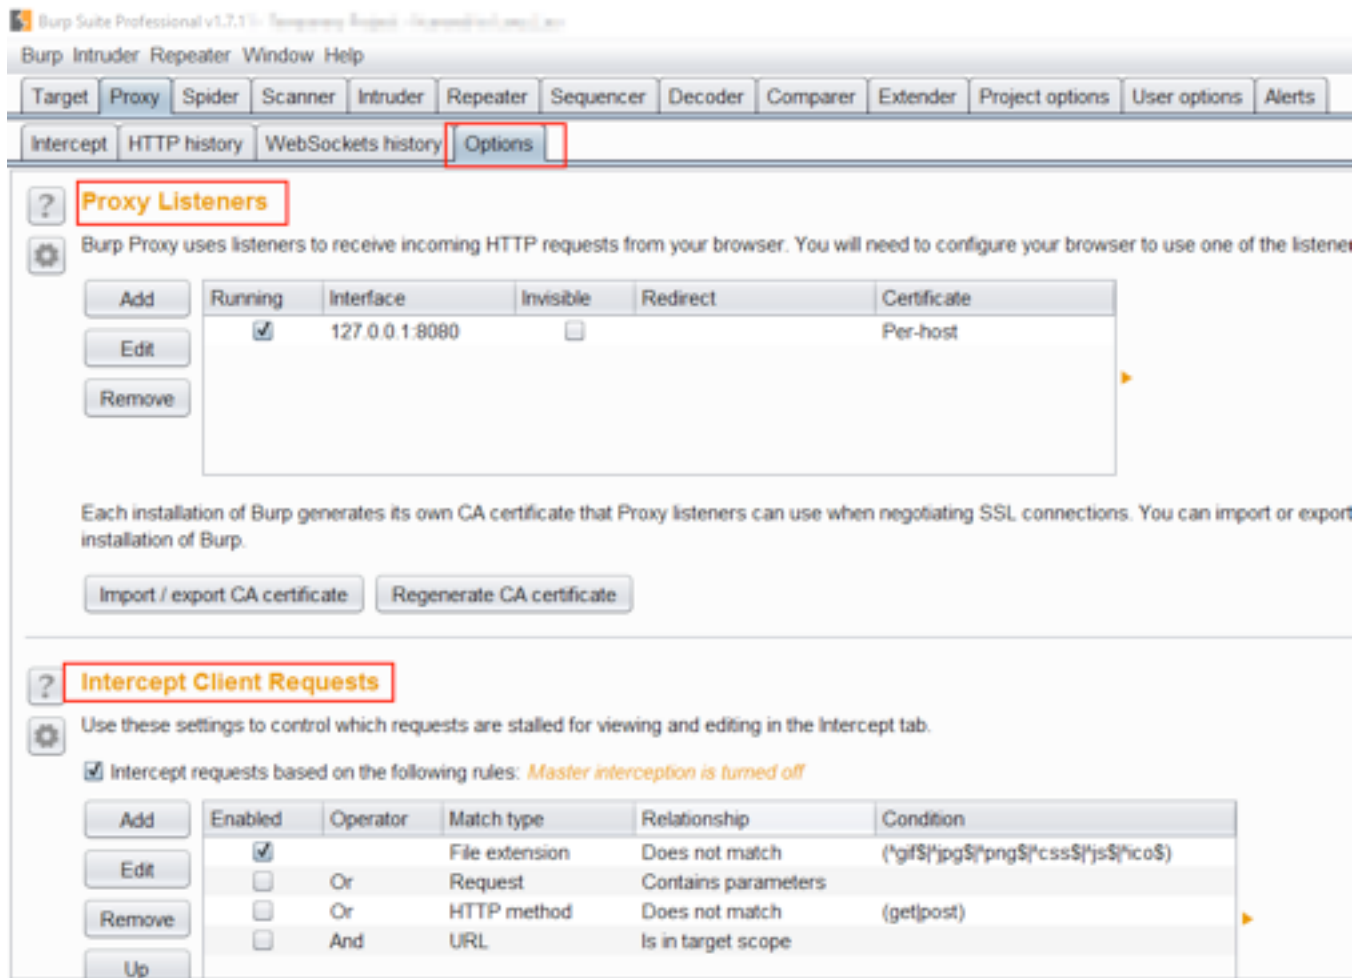 Burp Suite Professional v1.7.1
Burp Intruder Repeater Window Help
Target Proxy Spider Scanner Intruder Repeater Sequencer Decoder Comparer Extender Project options User options Alerts
Intercept HTTP history WebSockets history Options
? Proxy Listeners
Burp Proxy uses listeners to receive incoming HTTP requests from your browser. You will need to configure your browser to use one of the listene
Add Running Interface Invisible Redirect Certificate
127.0.0.1:8080 Per-host
Edit
Remove
Each installation of Burp generates its own CA certificate that Proxy listeners can use when negotiating SSL connections. You can import or export
installation of Burp.
Import / export CA certificate Regenerate CA certificate
? Intercept Client Requests
Use these settings to control which requests are stalled for viewing and editing in the Intercept tab.
Intercept requests based on the following rules: Master interception is turned off
Add Enabled Operator Match type Relationship Condition
File extension Does not match (^gif$|^jpg$|^png$|^css$|^js$|^ico$)
Edit Or Request Contains parameters
Remove Or HTTP method Does not match (get|post)
And URL Is in target scope
Up